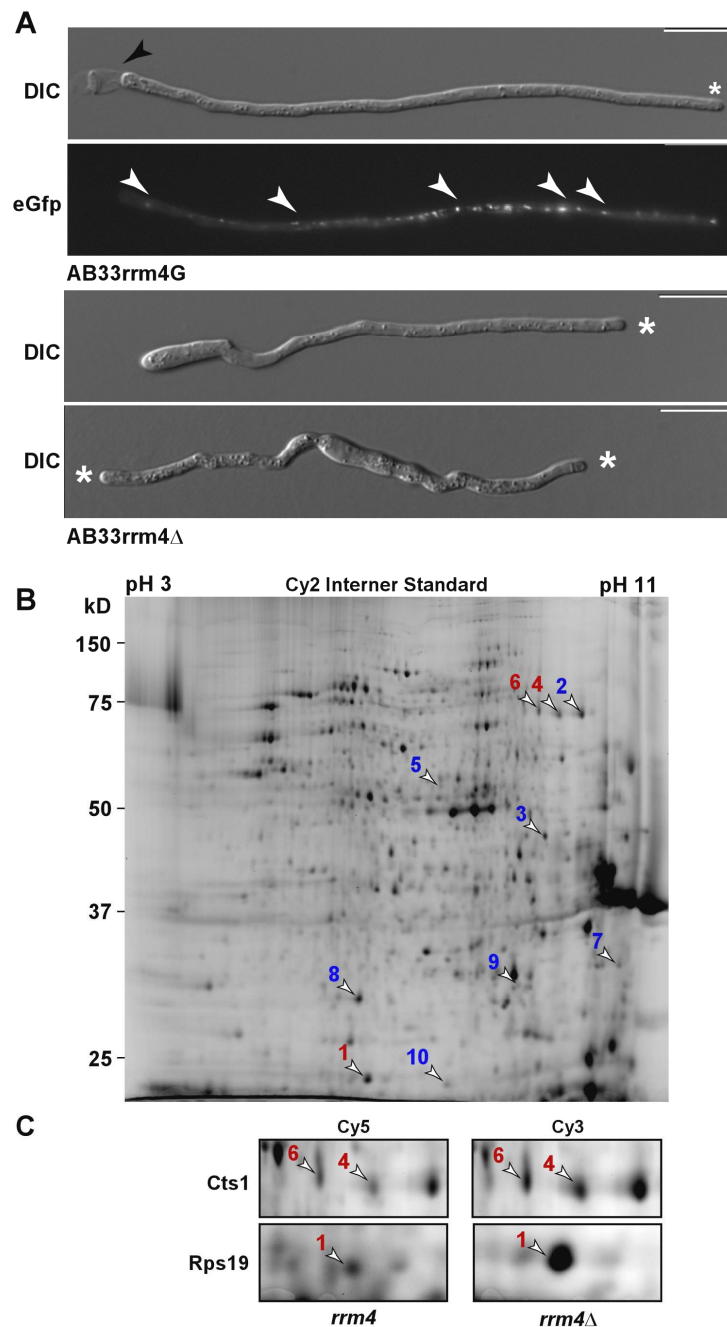 A
DIC
*
eGfp
AB33rrm4G
DIC
*
DIC
*
*
AB33rrm4Δ
B
pH 3
Cy2 Interner Standard
pH 11
kD
150
75
6 4 2
5
50
3
37
7
9
8
25
1
10
C
Cy5
Cy3
Cts1
6
4
6
4
Rps19
1
1
rrm4
rrm4Δ